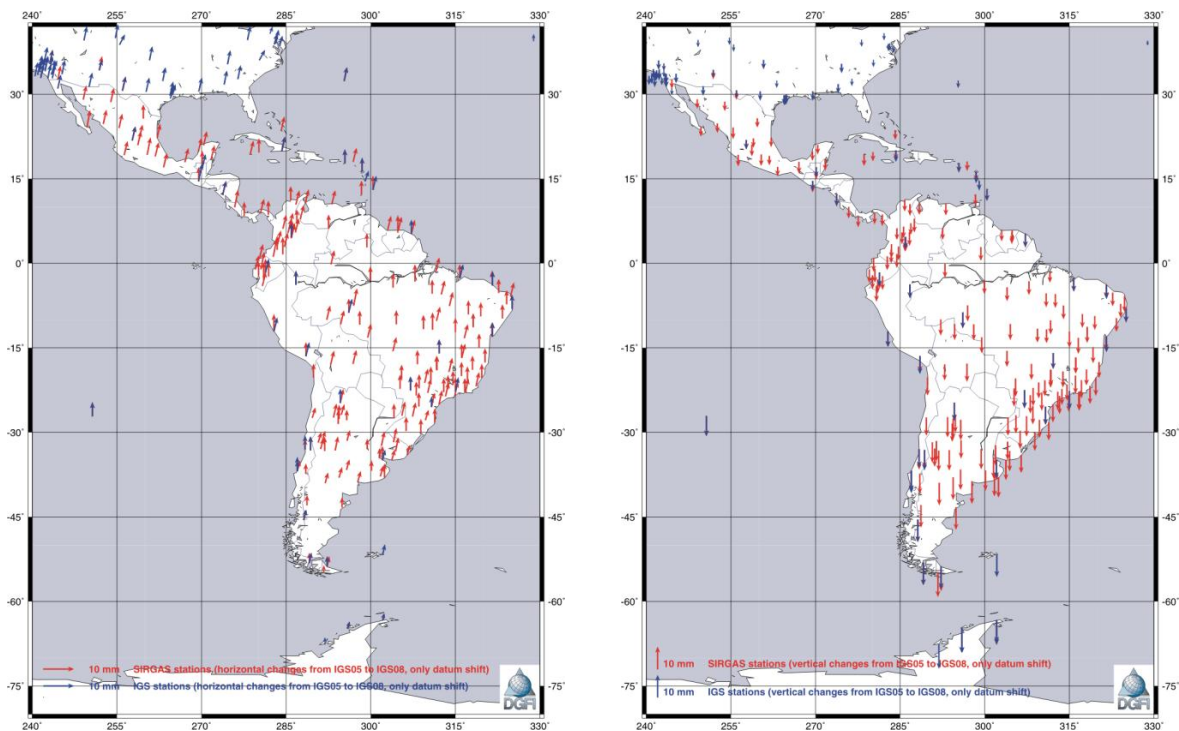 240° 255° 270° 285° 300° 315° 330°
30°
15°
0°
-15°
-30°
-45°
-60°
-75°
10 mm SIRGAS stations (horizontal changes from IGS05 to IGS08, only datum shift)
10 mm IGS stations (horizontal changes from IGS05 to IGS08, only datum shift)
DGFI
240° 255° 270° 285° 300° 315° 330°
240° 255° 270° 285° 300° 315° 330°
30°
15°
0°
-15°
-30°
-45°
-60°
-75°
10 mm SIRGAS stations (vertical changes from IGS05 to IGS08, only datum shift)
10 mm IGS stations (vertical changes from IGS05 to IGS08, only datum shift)
DGFI
240° 255° 270° 285° 300° 315° 330°